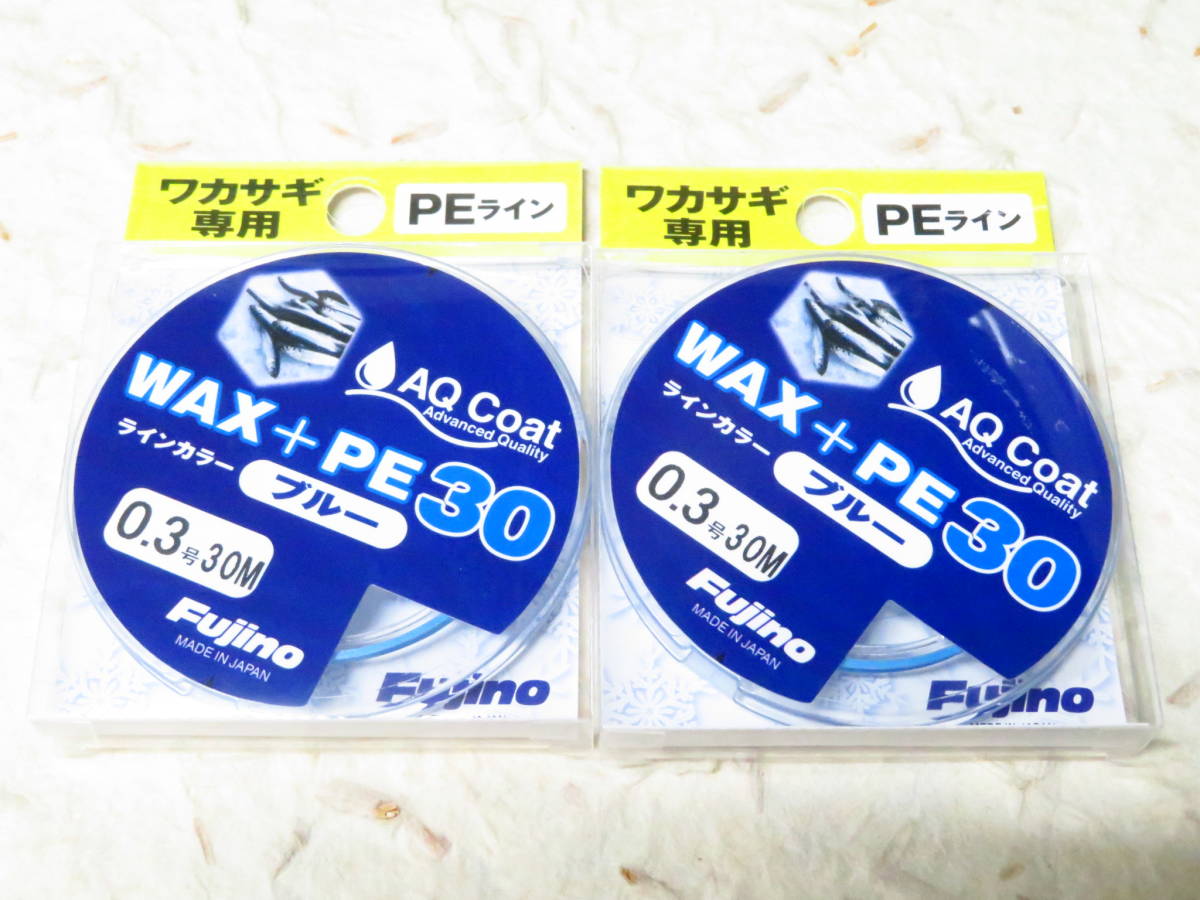 ワカサギ
専用
PEライン
AQ Coat
Advanced Quality
WAX+PE30
ラインカラー ブルー
0.3号30M
Fujino
MADE IN JAPAN
Fujino
ワカサギ
専用
PEライン
AQ Coat
Advanced Quality
WAX+PE30
ラインカラー ブルー
0.3号30M
Fujino
MADE IN JAPAN
Fujino